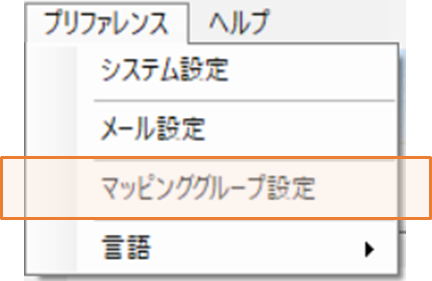 プリファレンス ヘルプ
システム設定
メール設定
マッピンググループ設定
言語